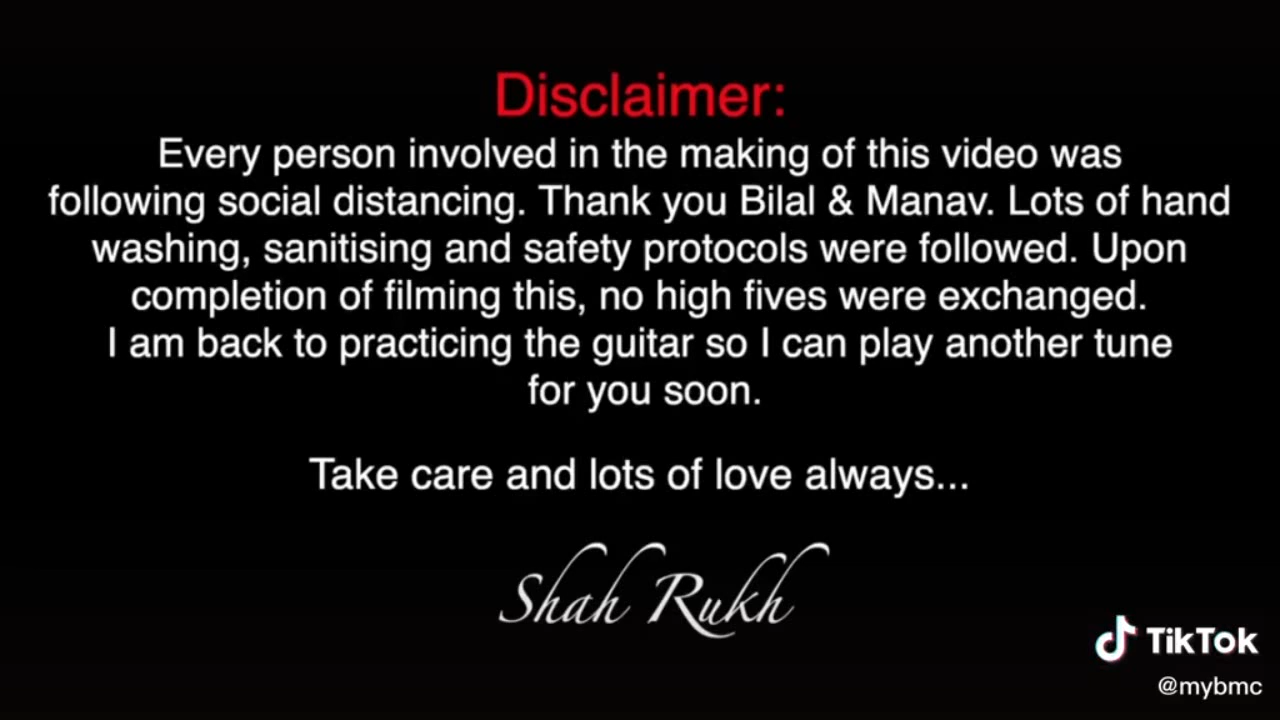 Disclaimer:
Every person involved in the making of this video was
following social distancing. Thank you Bilal & Manav. Lots of hand
washing, sanitising and safety protocols were followed. Upon
completion of filming this, no high fives were exchanged.
I am back to practicing the guitar so I can play another tune
for you soon.
Take care and lots of love always...
Shah Rukh
TikTok
@mybmc